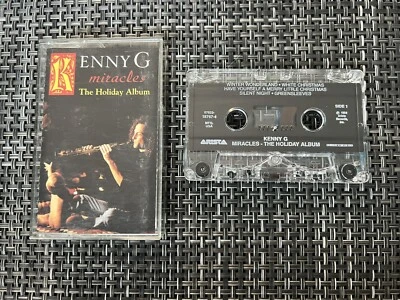 KENNY G
miracles
The Holiday Album
WINTER WONDERLAND • WHITE CHRISTMAS
HAVE YOURSELF A MERRY LITTLE CHRISTMAS
SILENT NIGHT • GREENSLEEVES
SIDE 1
KENNY G
ARISTA
MIRACLES - THE HOLIDAY ALBUM